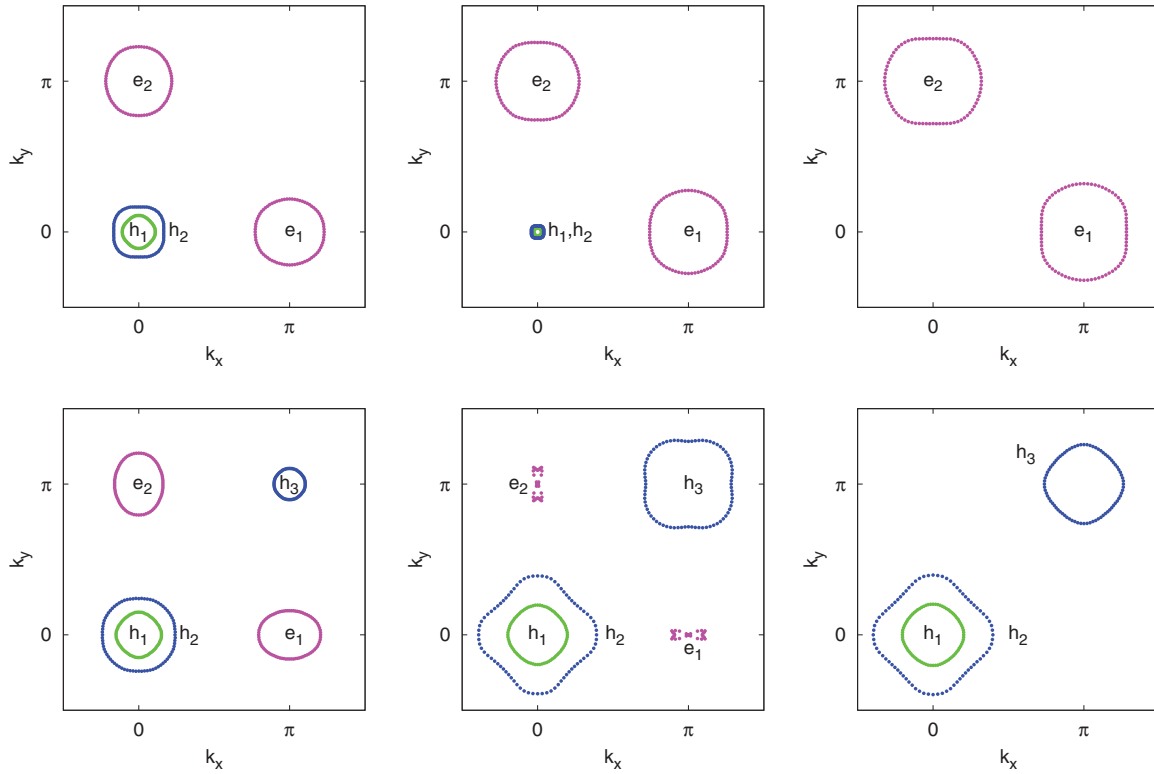 e₂
π
k_y
h₁ h₂ e₁
0
0 π
k_x
e₂
π
k_y
h₁,h₂ e₁
0
0 π
k_x
e₂
π
k_y
e₁
0
0 π
k_x
e₂ h₃
π
k_y
h₁ h₂ e₁
0
0 π
k_x
e₂ h₃
π
k_y
h₁ h₂ e₁
0
0 π
k_x
h₃
π
k_y
h₁ h₂
0
0 π
k_x